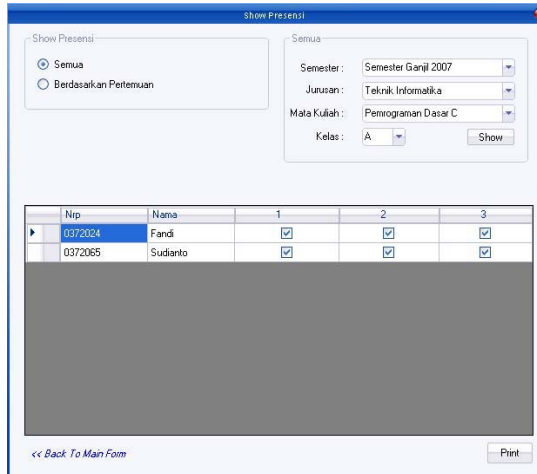 Show Presensi
Show Presensi
Semua
Berdasarkan Pertemuan
Semua
Semester : Semester Ganjil 2007
Jurusan : Teknik Informatika
Mata Kuliah : Pemrograman Dasar C
Kelas : A Show
Nrp Nama 1 2 3
0372024 Fandi
0372065 Sudianto
<< Back To Main Form Print